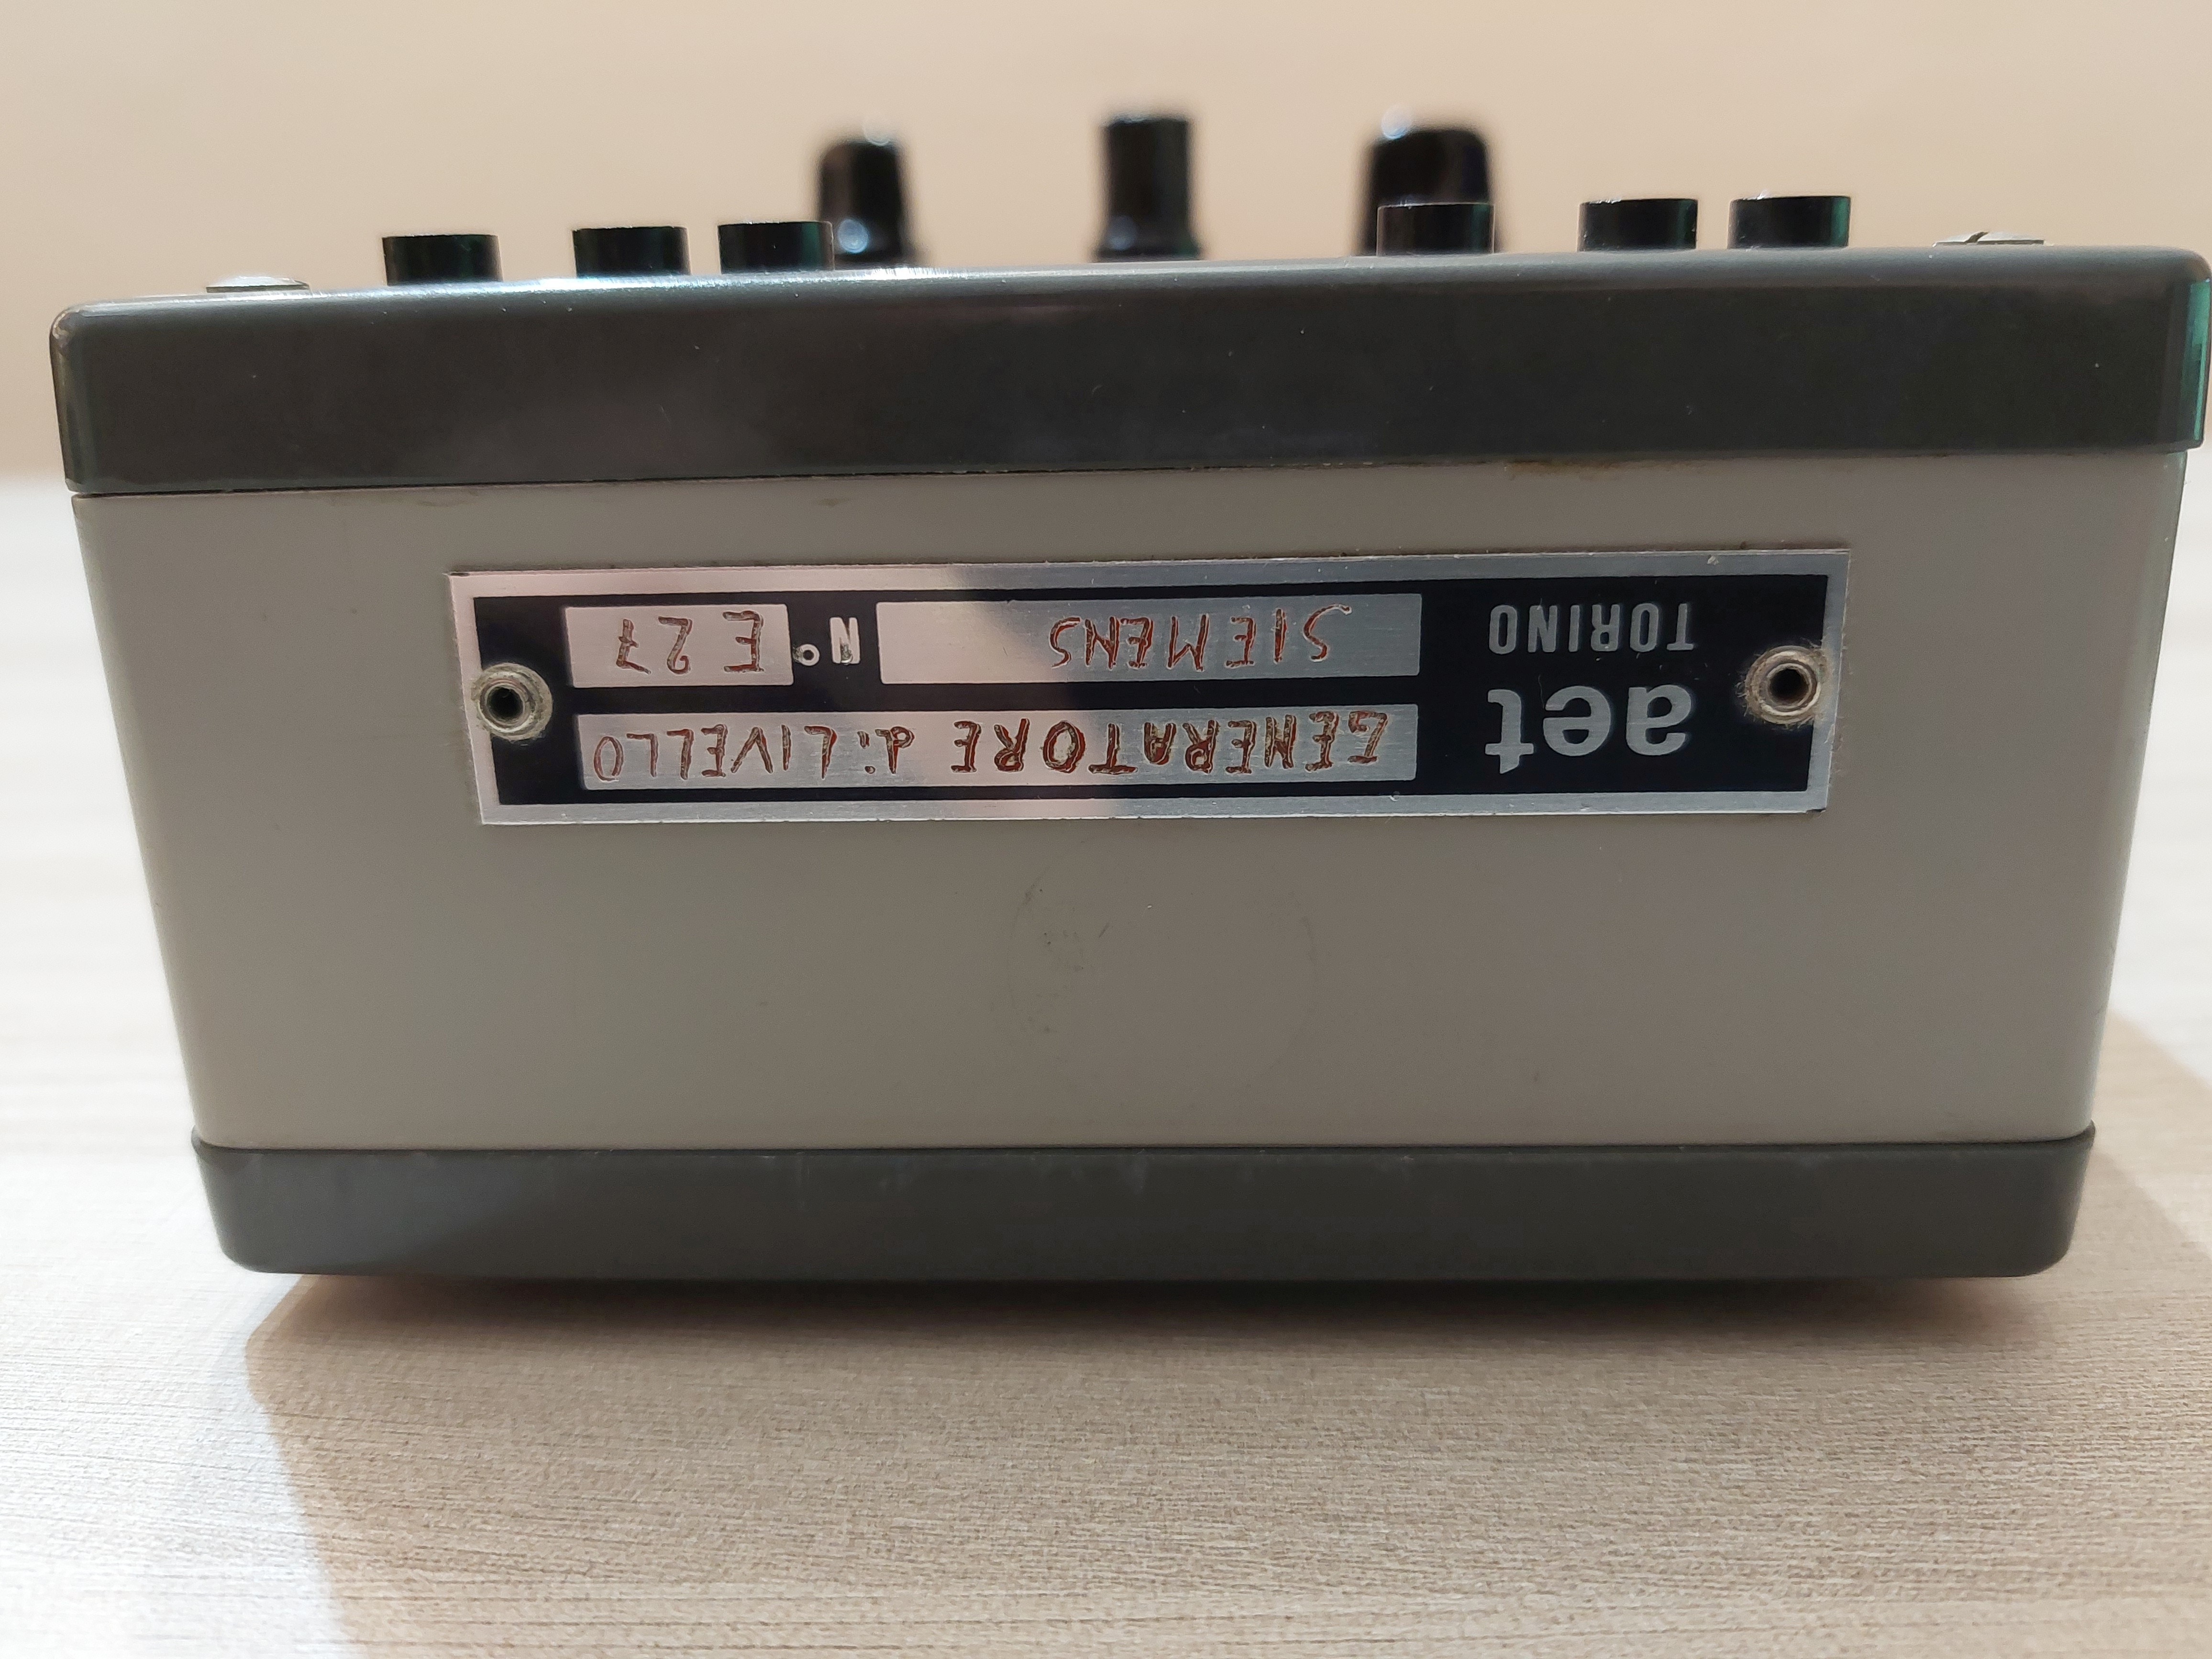 aet GENERATORE di LIVELLO
TORINO SIEMENS N° E 27